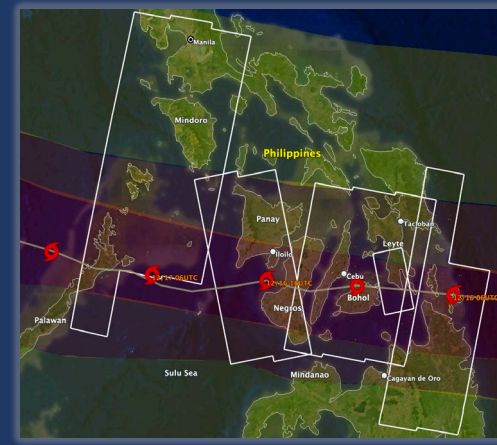 Manila
Mindoro
Philippines
Panay
Tacloban
Leyte
Iloilo
Cebu
Bohol
Negros
Palawan
Sulu Sea
Mindanao
Cagayan de Oro